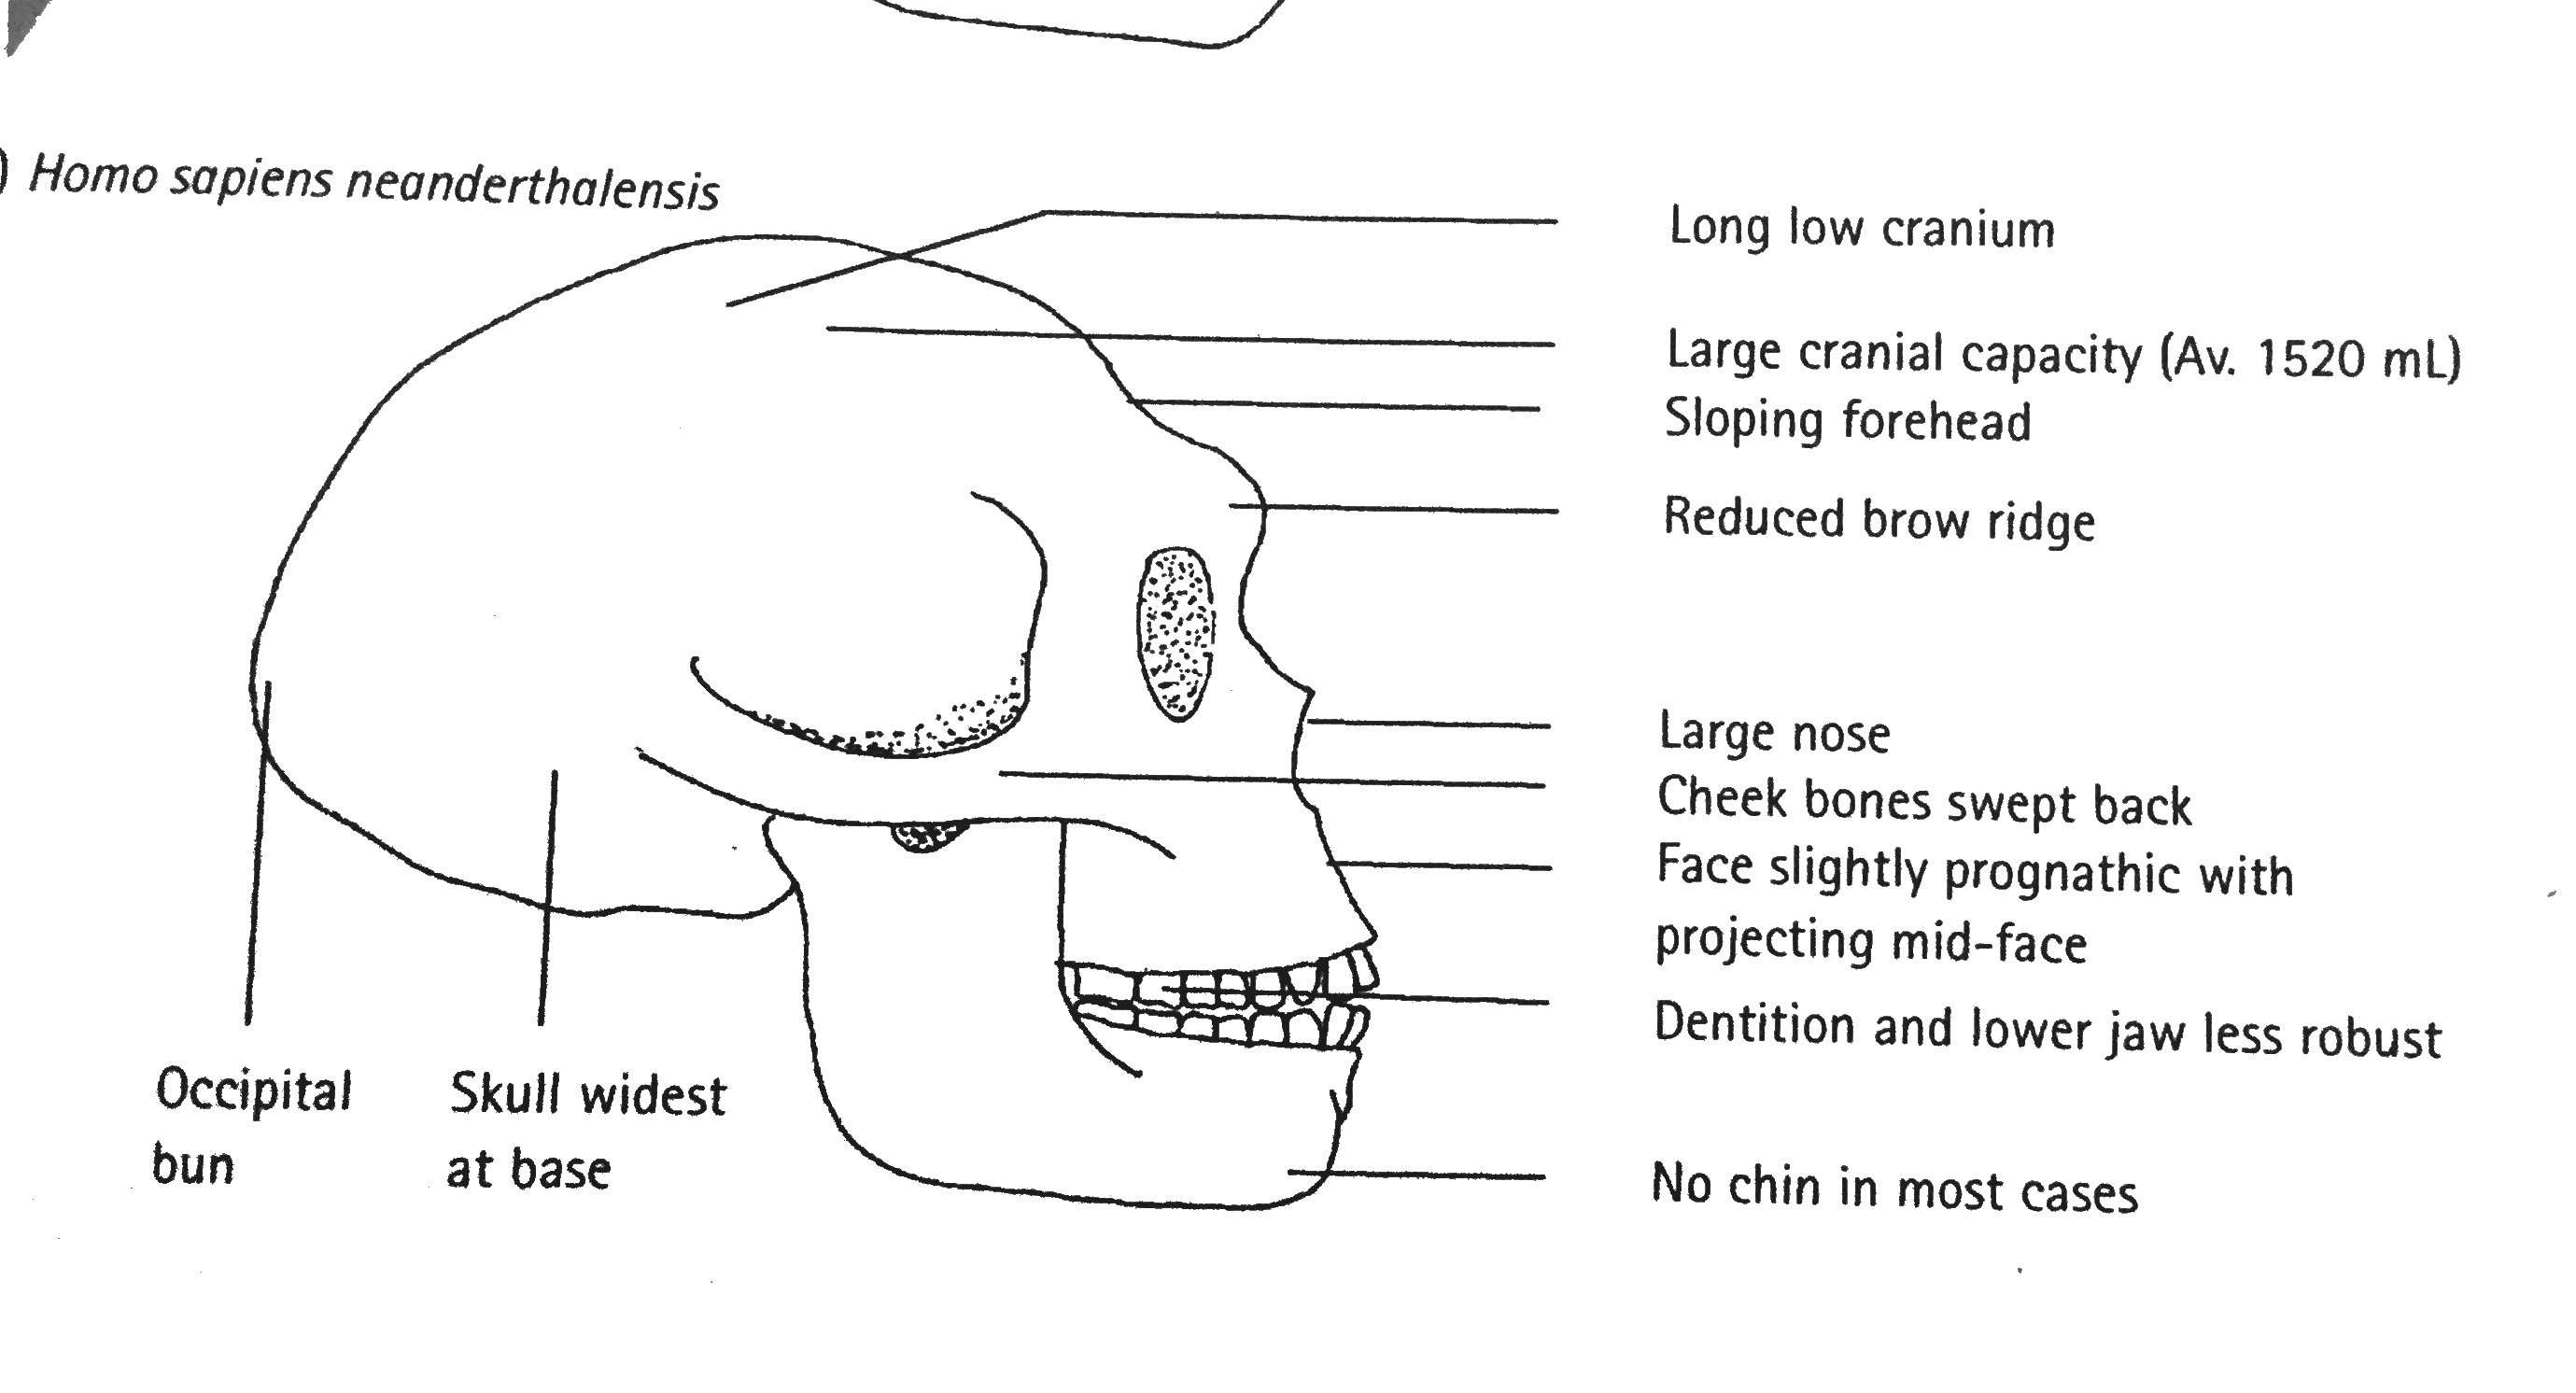 ) Homo sapiens neanderthalensis
Long low cranium
Large cranial capacity (Av. 1520 mL)
Sloping forehead
Reduced brow ridge
Large nose
Cheek bones swept back
Face slightly prognathic with
projecting mid-face
Dentition and lower jaw less robust
No chin in most cases
Occipital
bun
Skull widest
at base